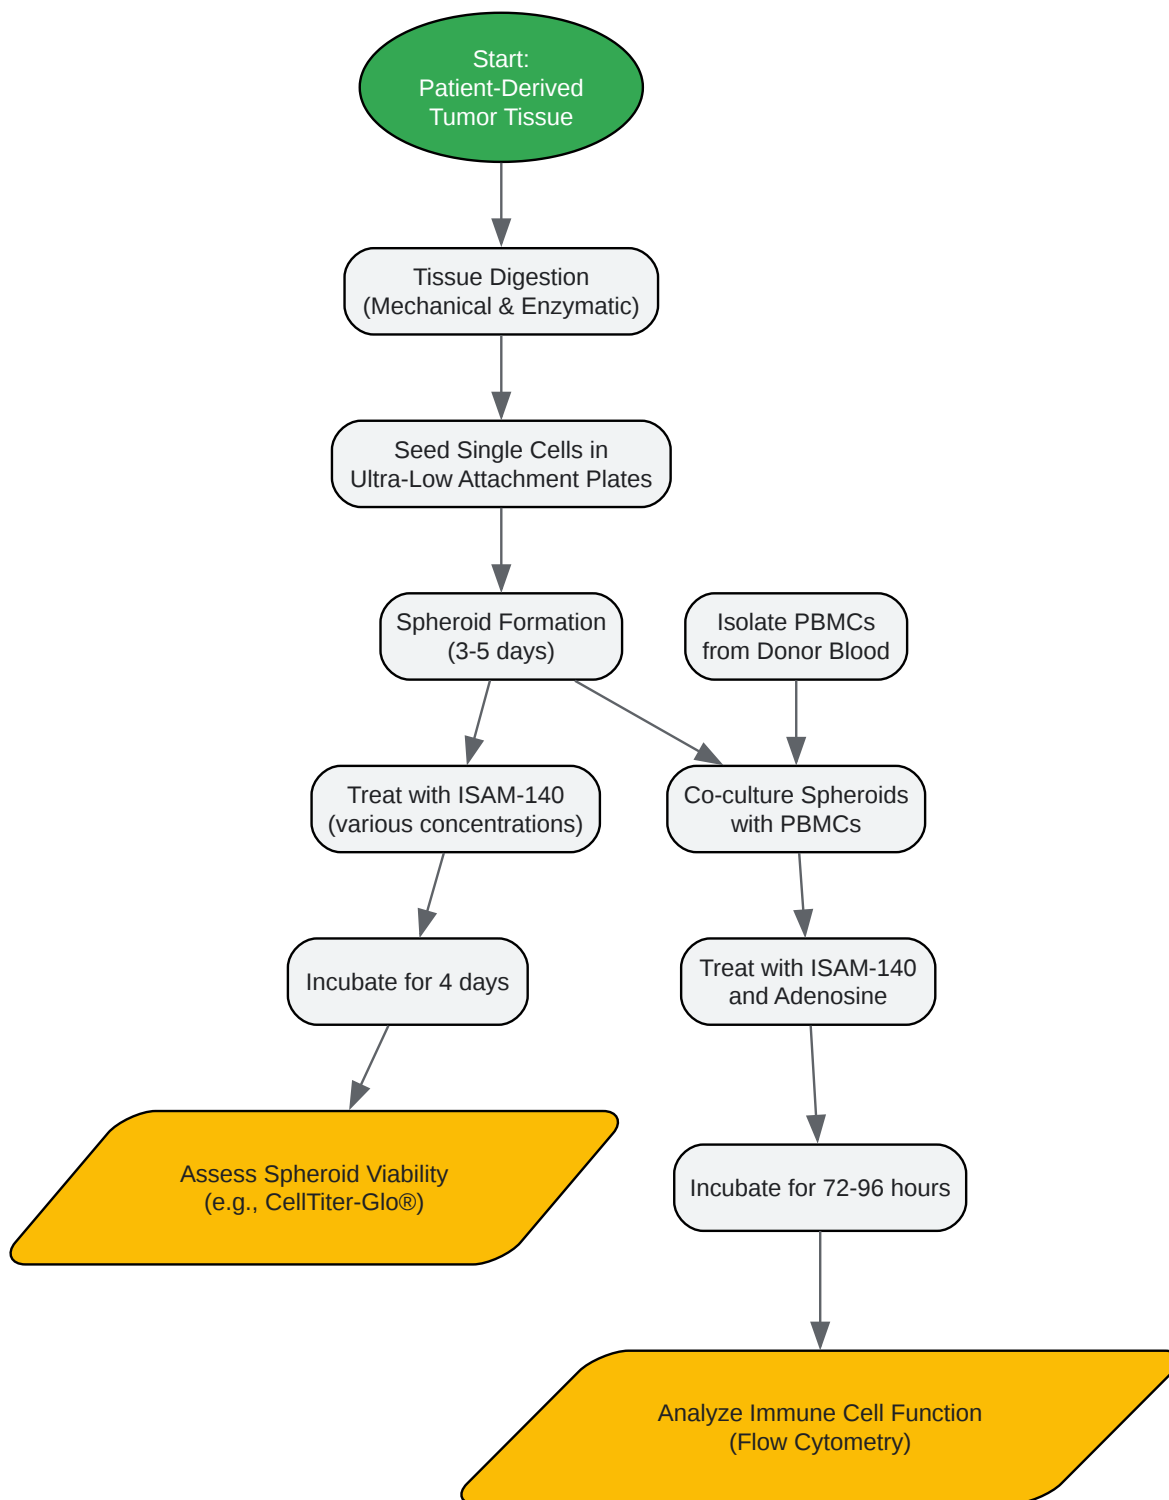 Start:
Patient-Derived
Tumor Tissue
Tissue Digestion
(Mechanical & Enzymatic)
Seed Single Cells in
Ultra-Low Attachment Plates
Spheroid Formation
(3-5 days)
Isolate PBMCs
from Donor Blood
Treat with ISAM-140
(various concentrations)
Co-culture Spheroids
with PBMCs
Incubate for 4 days
Treat with ISAM-140
and Adenosine
Assess Spheroid Viability
(e.g., CellTiter-Glo®)
Incubate for 72-96 hours
Analyze Immune Cell Function
(Flow Cytometry)